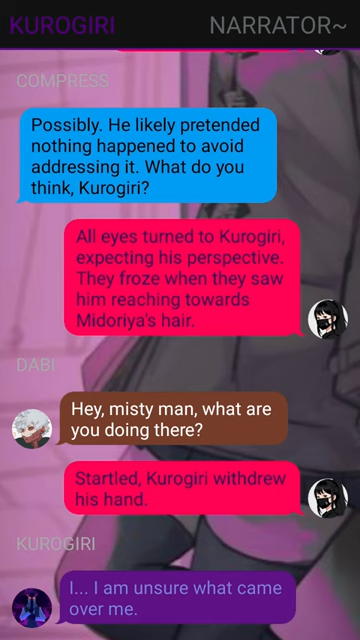 KUROGIRI NARRATOR~
COMPRESS
Possibly. He likely pretended
nothing happened to avoid
addressing it. What do you
think, Kurogiri?
All eyes turned to Kurogiri,
expecting his perspective.
They froze when they saw
him reaching towards
Midoriya's hair.
DABI
Hey, misty man, what are
you doing there?
Startled, Kurogiri withdrew
his hand.
KUROGIRI
I... I am unsure what came
over me.